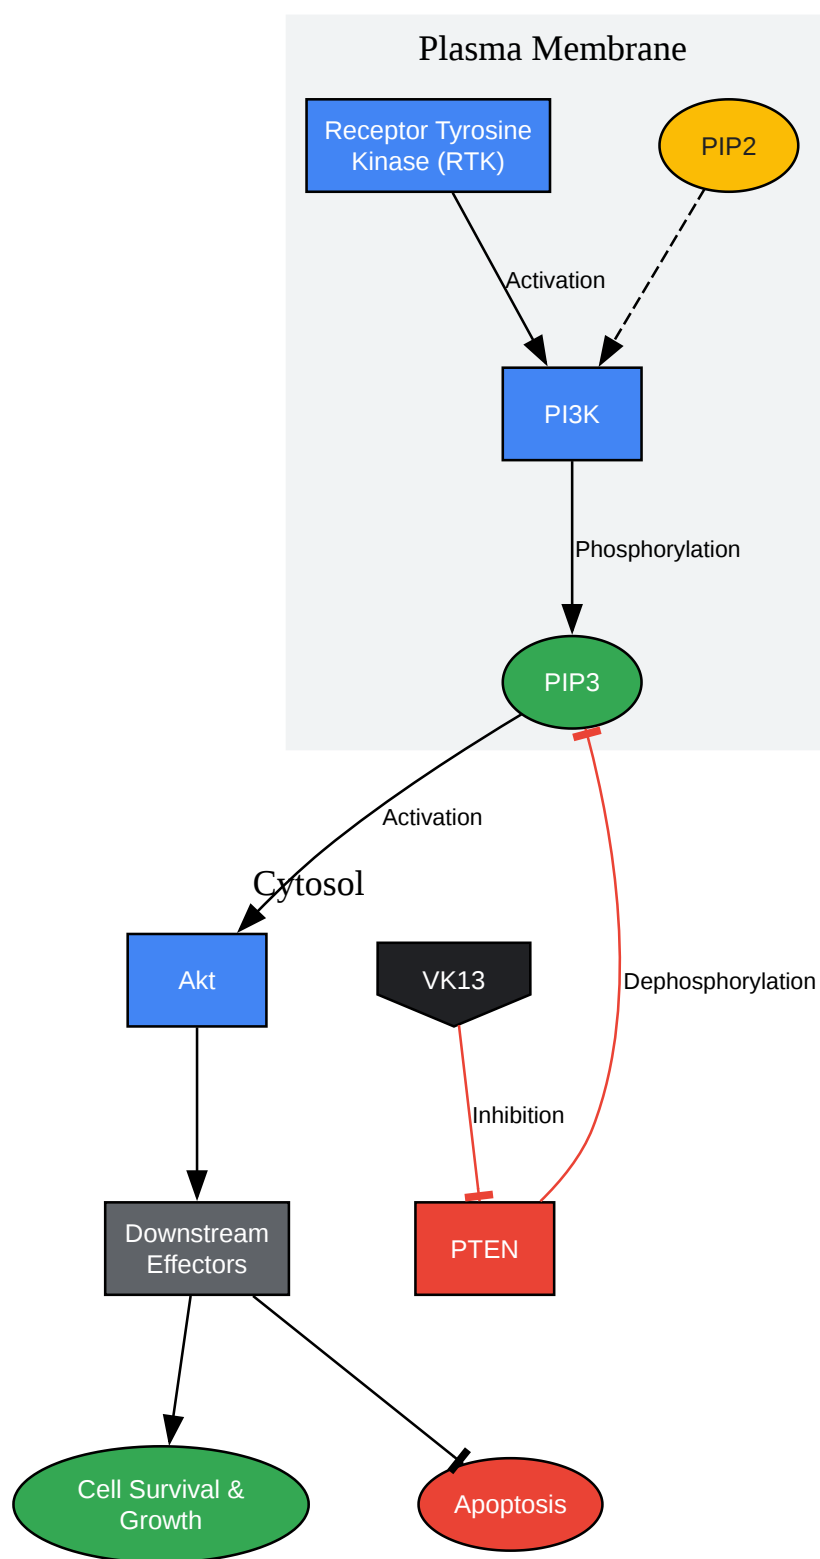 Plasma Membrane
Receptor Tyrosine
Kinase (RTK)
PIP2
Activation
PI3K
Phosphorylation
PIP3
Activation
Cytosol
Akt
VK13
Dephosphorylation
Inhibition
Downstream
Effectors
PTEN
Cell Survival &
Growth
Apoptosis